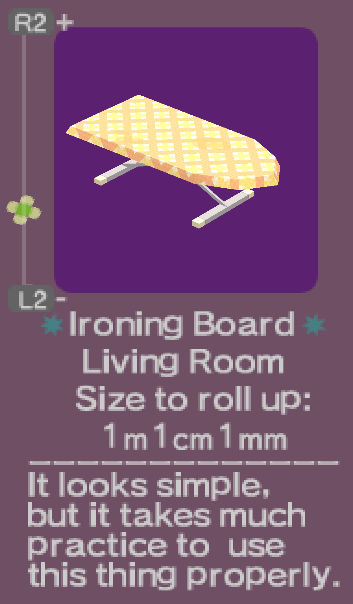 R2 +
L2 -
Ironing Board
Living Room
Size to roll up:
1m1cm1mm
It looks simple,
but it takes much
practice to use
this thing properly.